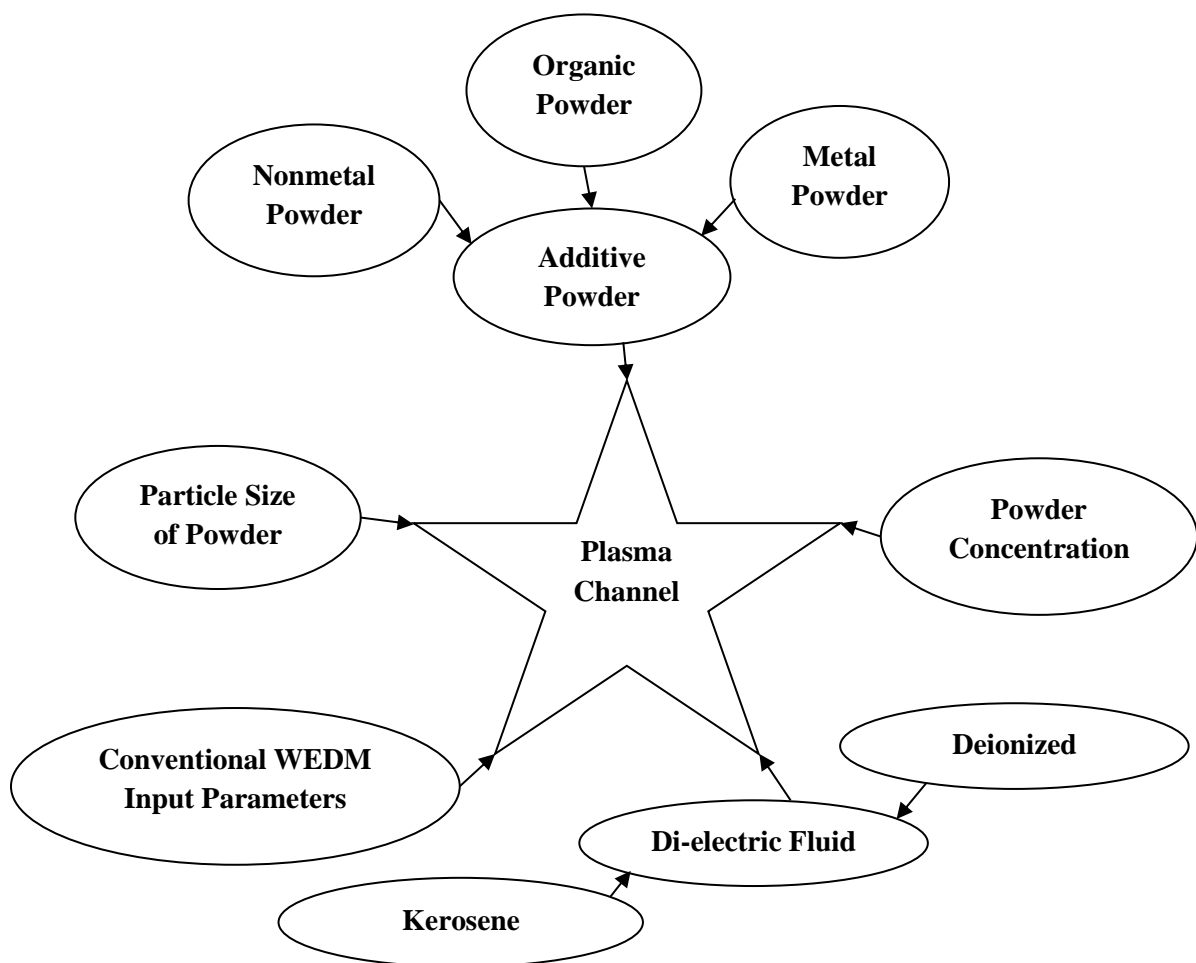 Organic
Powder
Nonmetal
Powder
Metal
Powder
Additive
Powder
Particle Size
of Powder
Powder
Concentration
Plasma
Channel
Conventional WEDM
Input Parameters
Deionized
Di-electric Fluid
Kerosene